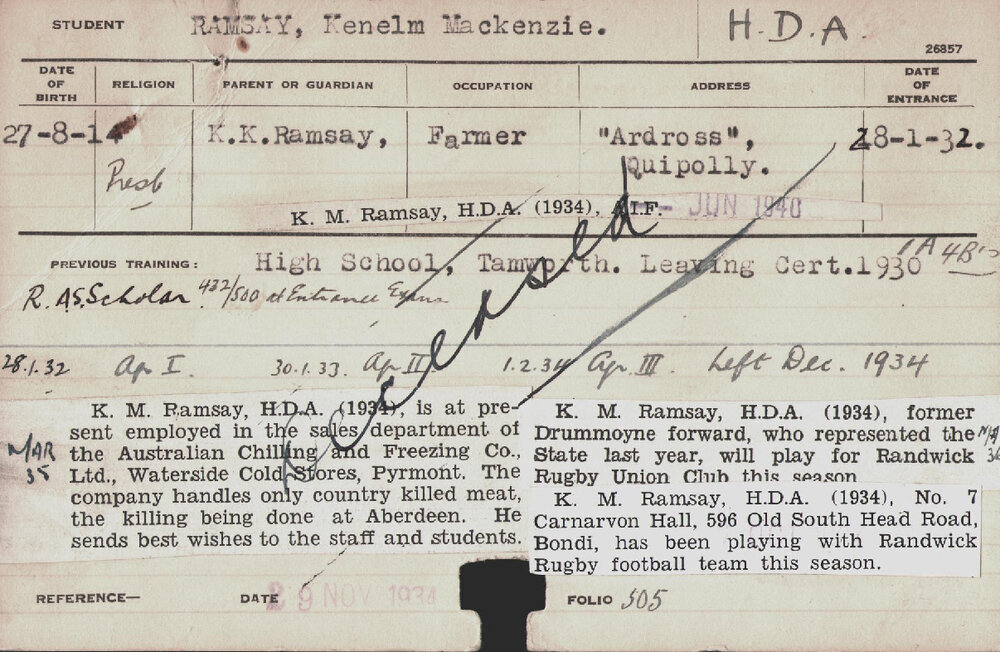 STUDENT RAMSAY, Kenelm Mackenzie. H.D.A.
26857
DATE OF BIRTH RELIGION PARENT OR GUARDIAN OCCUPATION ADDRESS DATE OF ENTRANCE
27-8-14 K.K.Ramsay, Farmer "Ardross", 28-1-32.
Quipolly.
Presb
K. M. Ramsay, H.D.A. (1934), A.I.F. - JUN 1940
Deceased
PREVIOUS TRAINING: High School, Tamworth. Leaving Cert.1930 1A 4B's
R.A.S. Scholar 422/500 at Entrance Exam
28.1.32 Agr I. 30.1.33. Agr II 1.2.34 Agr. III. Left Dec. 1934
MAR 35
K. M. Ramsay, H.D.A. (1934), is at pre-
sent employed in the sales department of
the Australian Chilling and Freezing Co.,
Ltd., Waterside Cold Stores, Pyrmont. The
company handles only country killed meat,
the killing being done at Aberdeen. He
sends best wishes to the staff and students.
K. M. Ramsay, H.D.A. (1934), former
Drummoyne forward, who represented the
State last year, will play for Randwick
Rugby Union Club this season
K. M. Ramsay, H.D.A. (1934), No. 7
Carnarvon Hall, 596 Old South Head Road,
Bondi, has been playing with Randwick
Rugby football team this season.
REFERENCE— DATE 29 NOV 1934 FOLIO 505